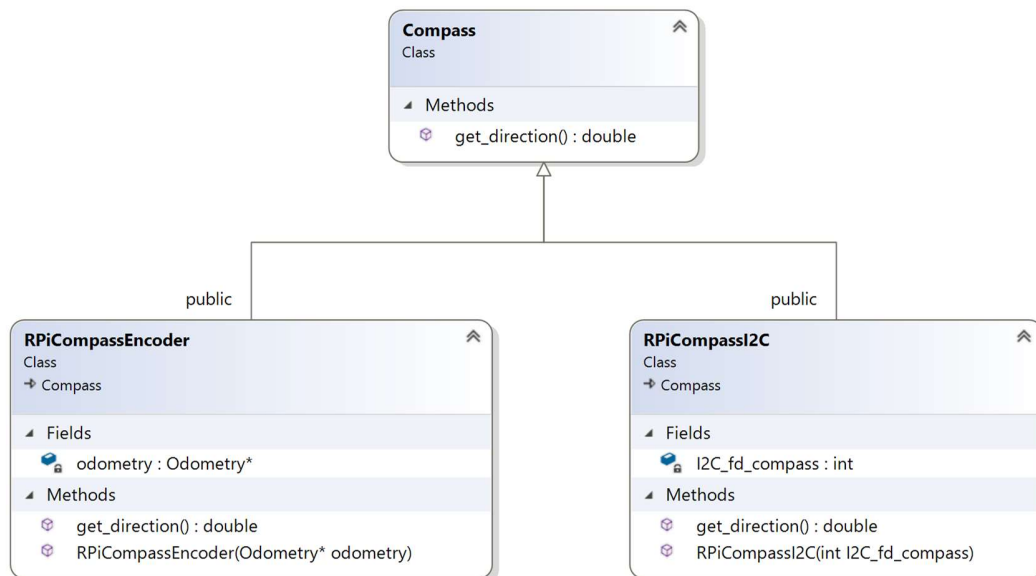 Compass
Class
Methods
get_direction() : double
public
public
RPiCompassEncoder
Class
Compass
Fields
odometry : Odometry*
Methods
get_direction() : double
RPiCompassEncoder(Odometry* odometry)
RPiCompassI2C
Class
Compass
Fields
I2C_fd_compass : int
Methods
get_direction() : double
RPiCompassI2C(int I2C_fd_compass)